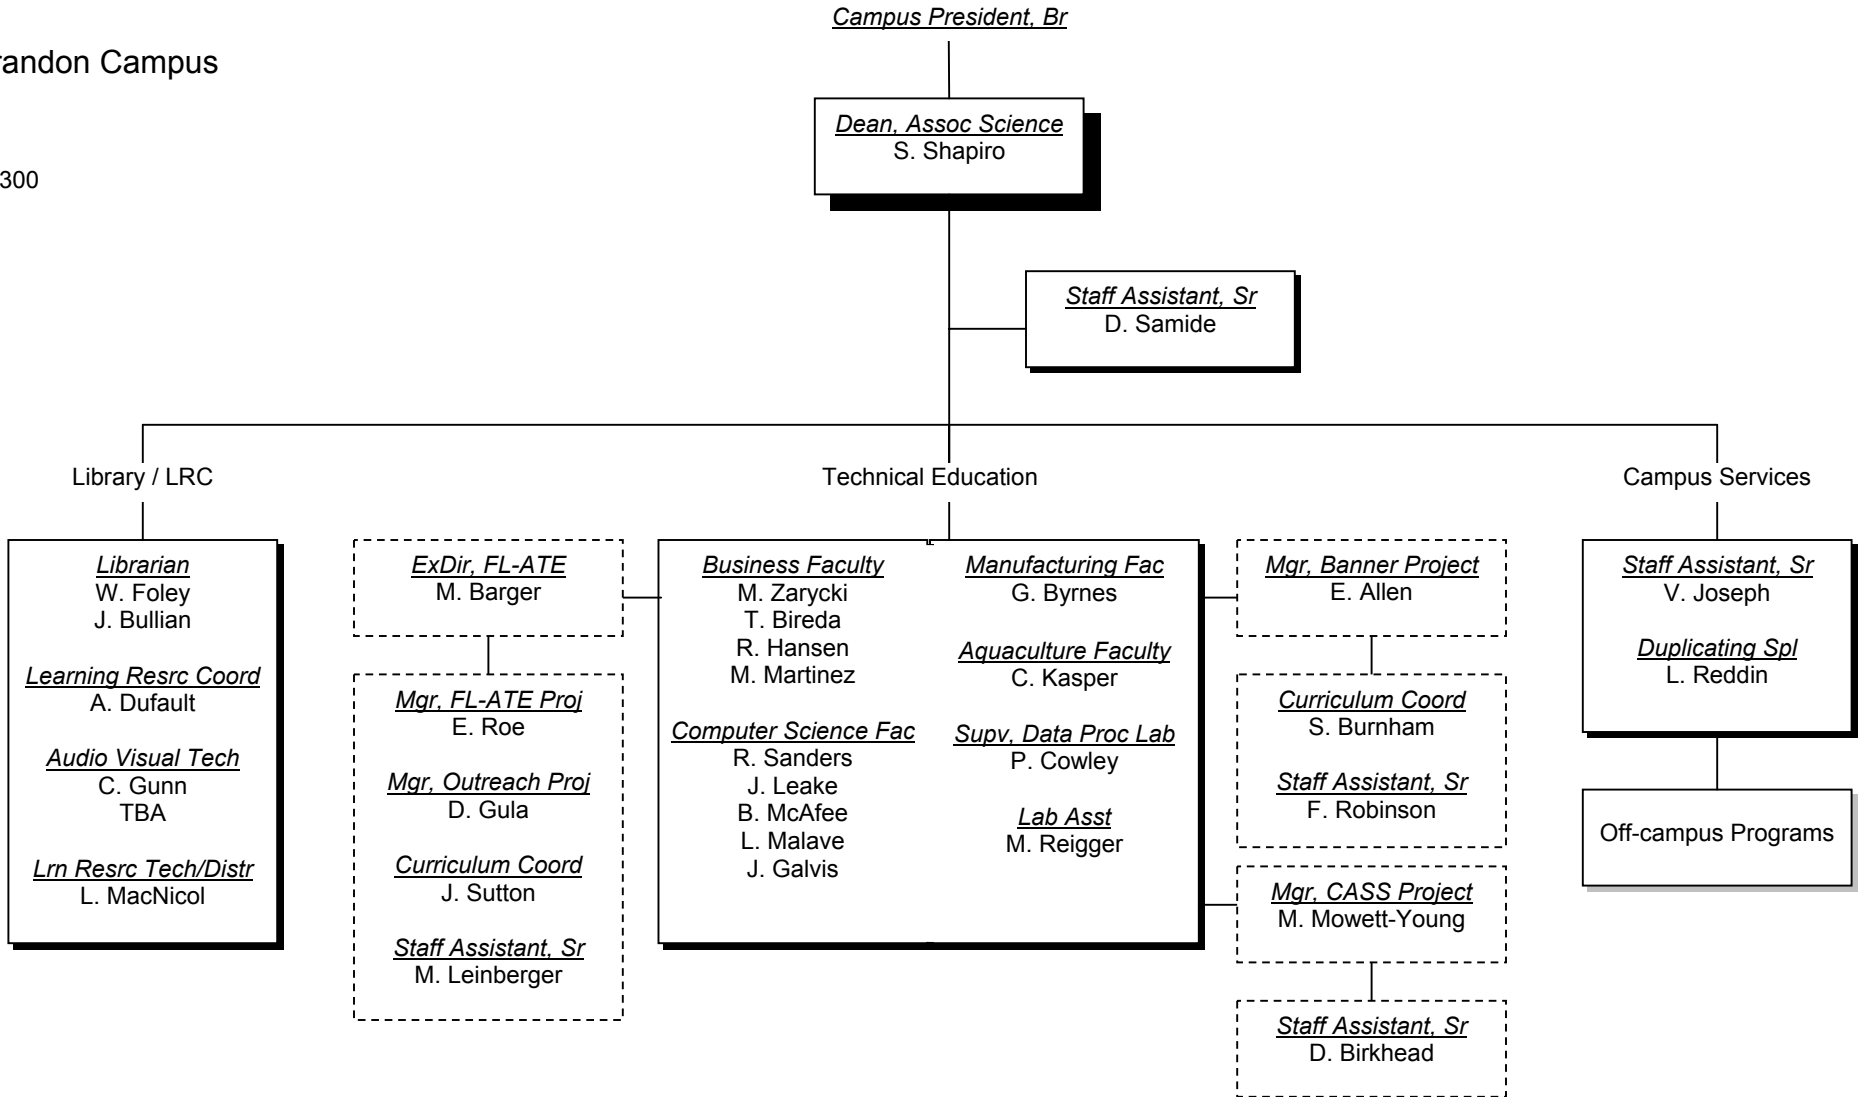 Campus President, Br
randon Campus
Dean, Assoc Science
S. Shapiro
300
Staff Assistant, Sr
D. Samide
Library / LRC
Technical Education
Campus Services
Librarian
W. Foley
J. Bullian
Learning Resrc Coord
A. Dufault
Audio Visual Tech
C. Gunn
TBA
Lrn Resrc Tech/Distr
L. MacNicol
ExDir, FL-ATE
M. Barger
Mgr, FL-ATE Proj
E. Roe
Mgr, Outreach Proj
D. Gula
Curriculum Coord
J. Sutton
Staff Assistant, Sr
M. Leinberger
Business Faculty
M. Zarycki
T. Bireda
R. Hansen
M. Martinez
Computer Science Fac
R. Sanders
J. Leake
B. McAfee
L. Malave
J. Galvis
Manufacturing Fac
G. Byrnes
Aquaculture Faculty
C. Kasper
Supv, Data Proc Lab
P. Cowley
Lab Asst
M. Reigger
Mgr, Banner Project
E. Allen
Curriculum Coord
S. Burnham
Staff Assistant, Sr
F. Robinson
Mgr, CASS Project
M. Mowett-Young
Staff Assistant, Sr
D. Birkhead
Staff Assistant, Sr
V. Joseph
Duplicating Spl
L. Reddin
Off-campus Programs